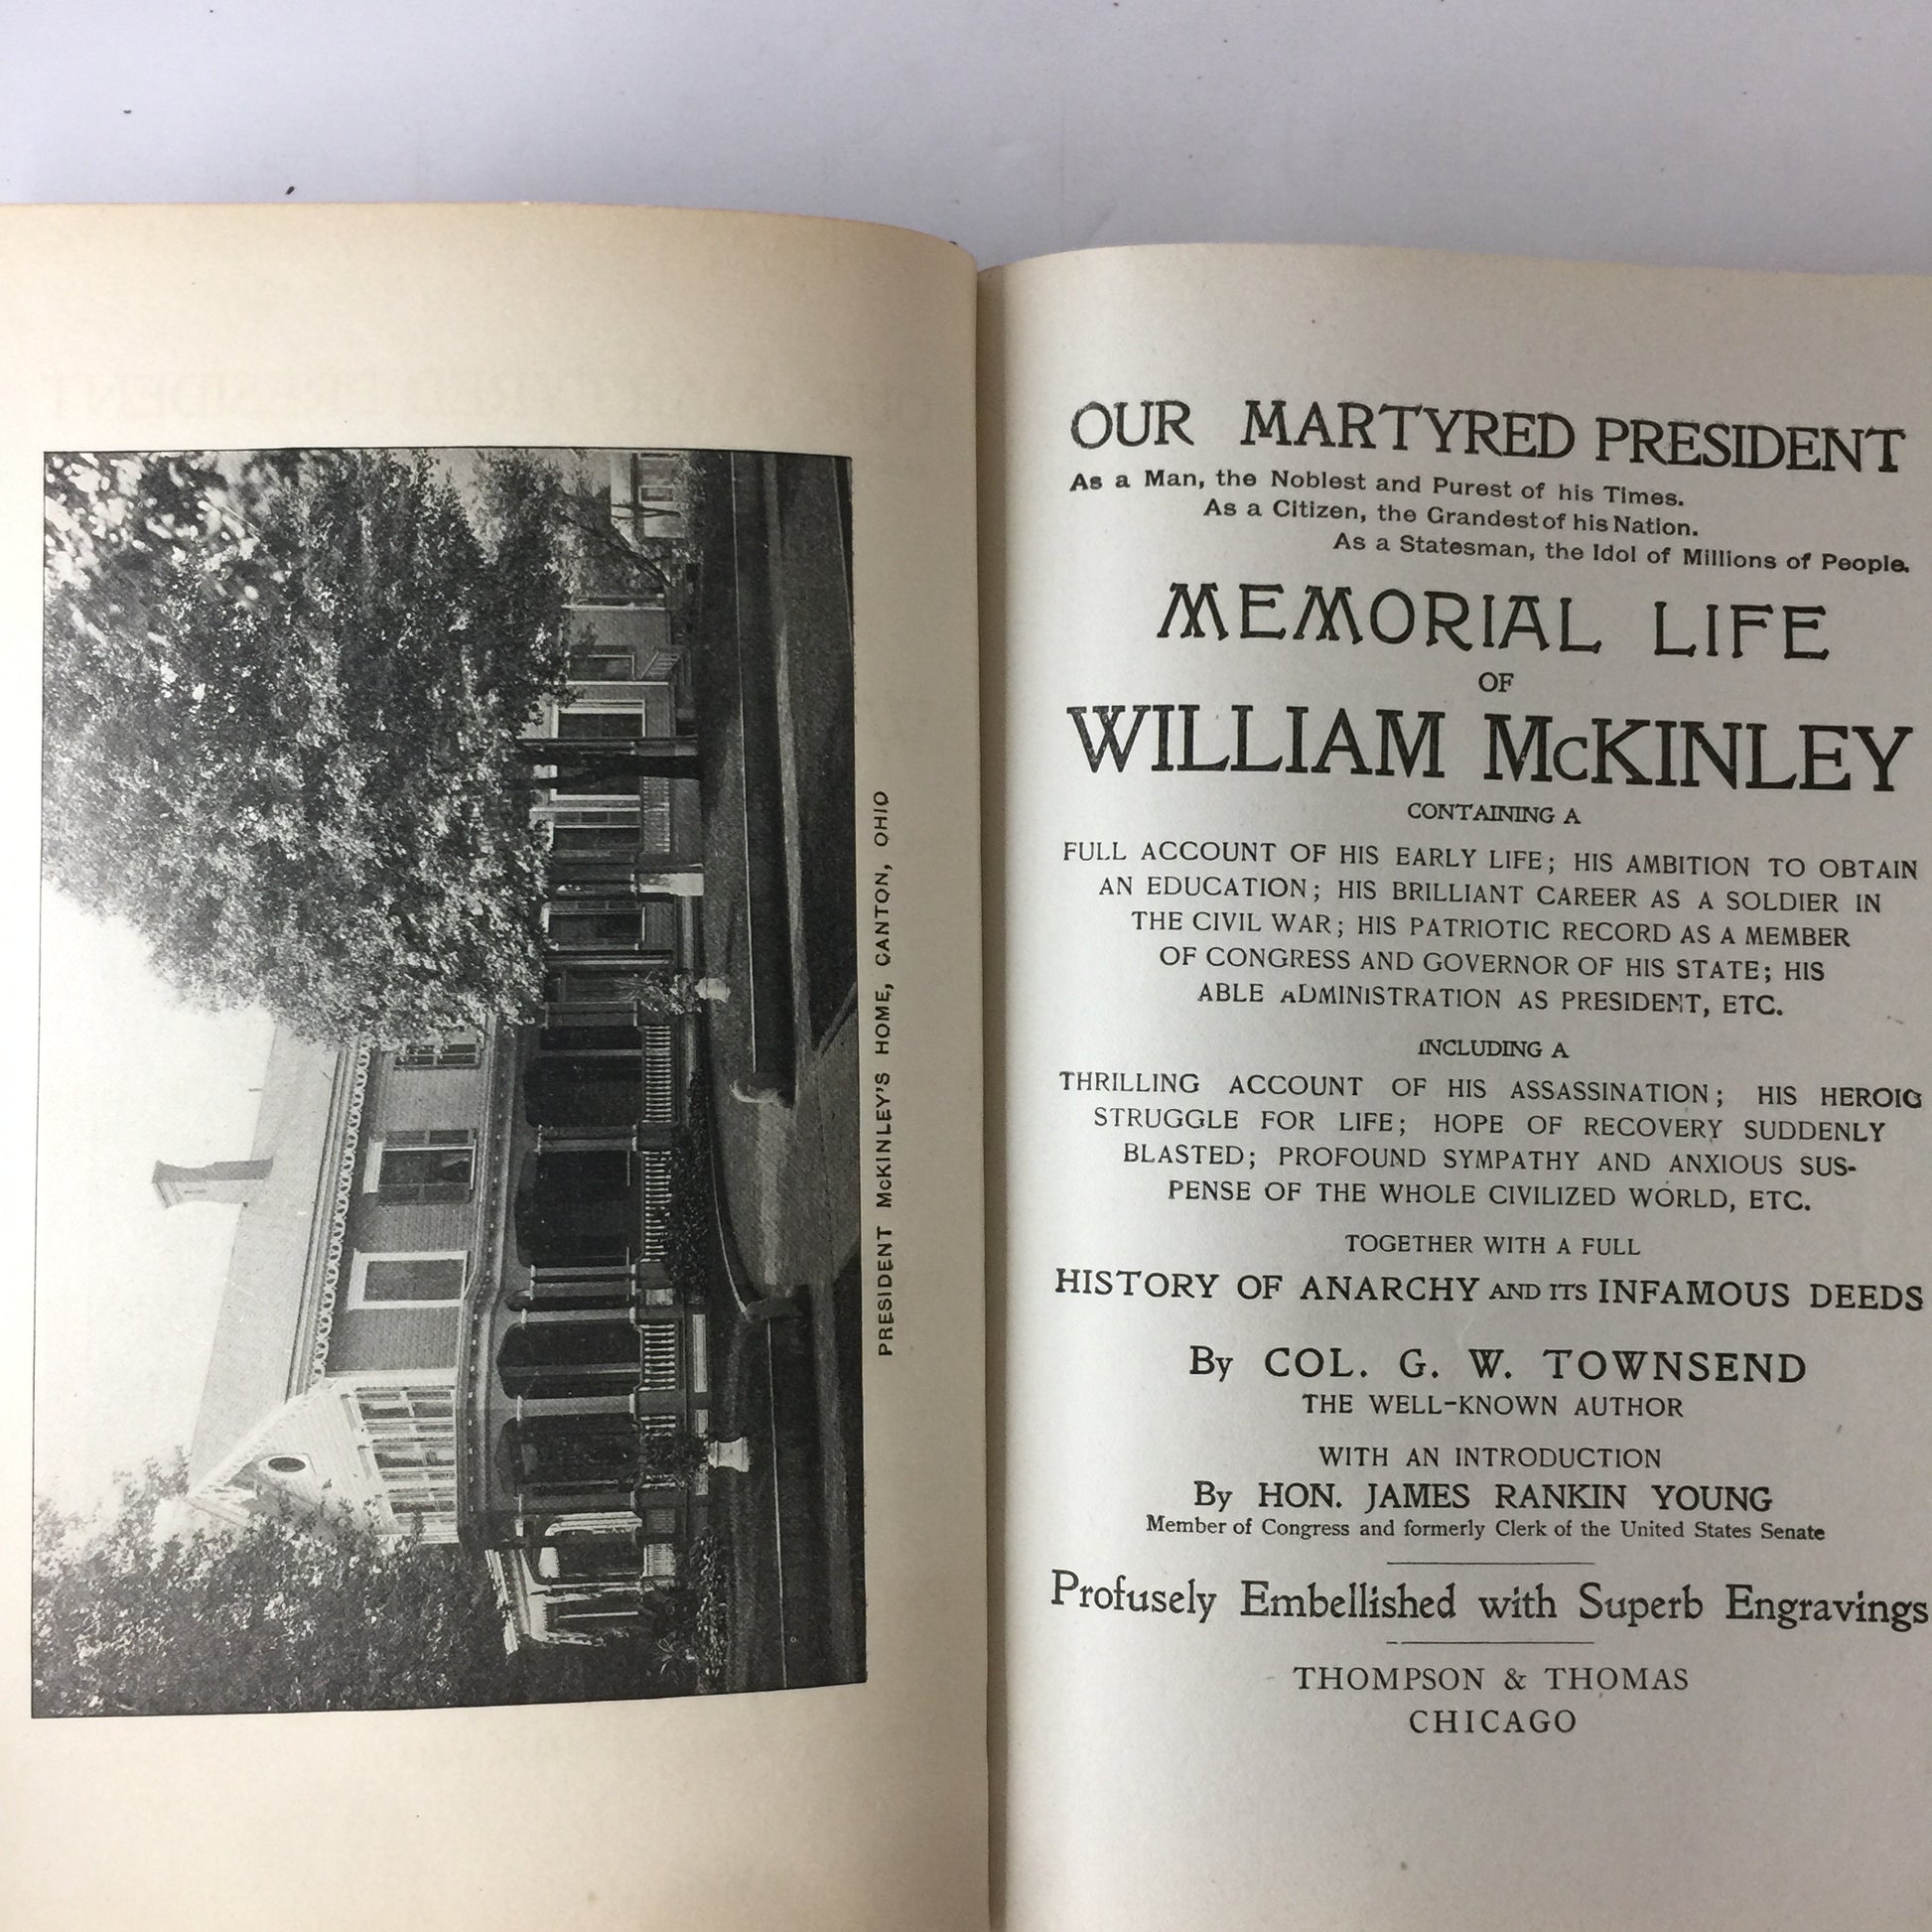 PRESIDENT McKINLEY'S HOME, CANTON, OHIO
OUR MARTYRED PRESIDENT
As a Man, the Noblest and Purest of his Times.
As a Citizen, the Grandest of his Nation.
As a Statesman, the Idol of Millions of People.
MEMORIAL LIFE
OF
WILLIAM McKINLEY
CONTAINING A
FULL ACCOUNT OF HIS EARLY LIFE; HIS AMBITION TO OBTAIN
AN EDUCATION; HIS BRILLIANT CAREER AS A SOLDIER IN
THE CIVIL WAR; HIS PATRIOTIC RECORD AS A MEMBER
OF CONGRESS AND GOVERNOR OF HIS STATE; HIS
ABLE ADMINISTRATION AS PRESIDENT, ETC.
INCLUDING A
THRILLING ACCOUNT OF HIS ASSASSINATION; HIS HEROIC
STRUGGLE FOR LIFE; HOPE OF RECOVERY SUDDENLY
BLASTED; PROFOUND SYMPATHY AND ANXIOUS SUS-
PENSE OF THE WHOLE CIVILIZED WORLD, ETC.
TOGETHER WITH A FULL
HISTORY OF ANARCHY AND ITS INFAMOUS DEEDS
By COL. G. W. TOWNSEND
THE WELL-KNOWN AUTHOR
WITH AN INTRODUCTION
By HON. JAMES RANKIN YOUNG
Member of Congress and formerly Clerk of the United States Senate
Profusely Embellished with Superb Engravings
THOMPSON & THOMAS
CHICAGO